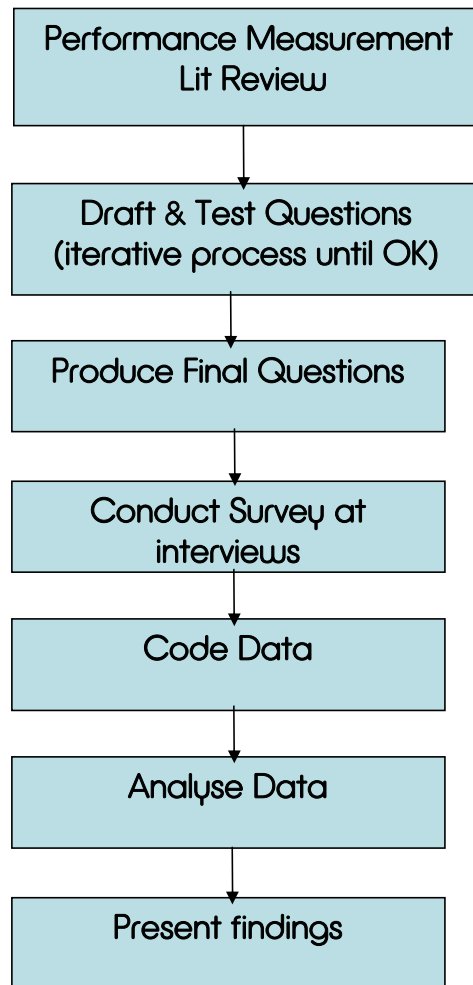 Performance Measurement
Lit Review
Draft & Test Questions
(iterative process until OK)
Produce Final Questions
Conduct Survey at
interviews
Code Data
Analyse Data
Present findings